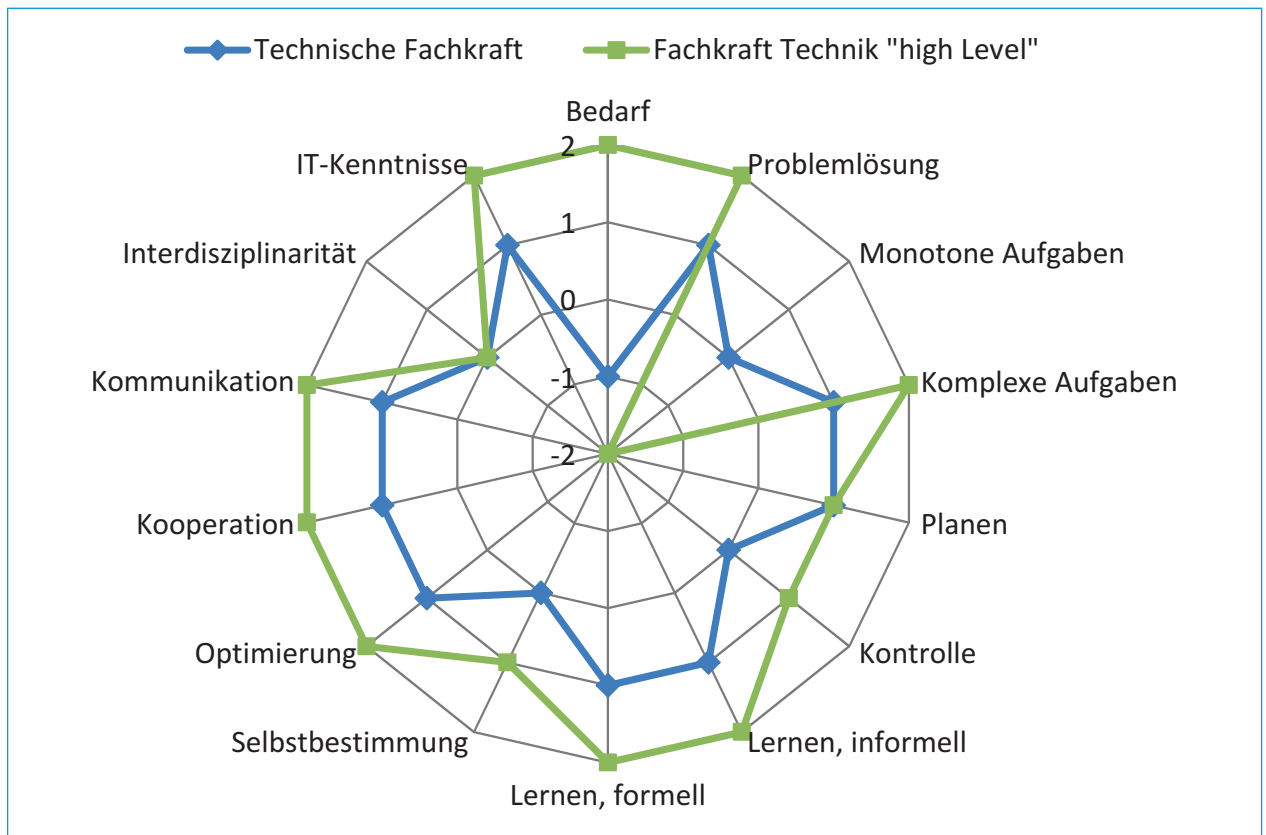 Technische Fachkraft
Fachkraft Technik "high Level"
Bedarf
2
IT-Kenntnisse
Problemlösung
1
Interdisziplinarität
Monotone Aufgaben
0
Kommunikation
-1
Komplexe Aufgaben
-2
Kooperation
Planen
Optimierung
Kontrolle
Selbstbestimmung
Lernen, informell
Lernen, formell